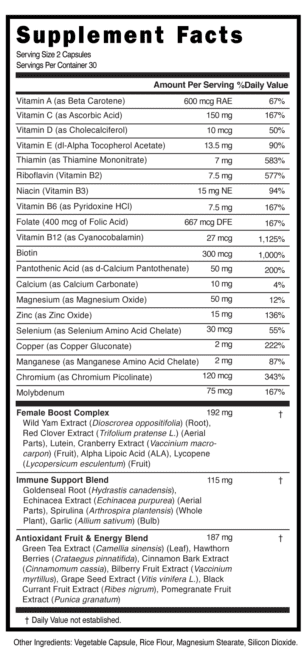 Supplement Facts
Serving Size 2 Capsules
Servings Per Container 30
Amount Per Serving %Daily Value
Vitamin A (as Beta Carotene) 600 mcg RAE 67%
Vitamin C (as Ascorbic Acid) 150 mg 167%
Vitamin D (as Cholecalciferol) 10 mcg 50%
Vitamin E (dl-Alpha Tocopherol Acetate) 13.5 mg 90%
Thiamin (as Thiamine Mononitrate) 7 mg 583%
Riboflavin (Vitamin B2) 7.5 mg 577%
Niacin (Vitamin B3) 15 mg NE 94%
Vitamin B6 (as Pyridoxine HCl) 7.5 mg 167%
Folate (400 mcg of Folic Acid) 667 mcg DFE 167%
Vitamin B12 (as Cyanocobalamin) 27 mcg 1,125%
Biotin 300 mcg 1,000%
Pantothenic Acid (as d-Calcium Pantothenate) 50 mg 200%
Calcium (as Calcium Carbonate) 10 mg 4%
Magnesium (as Magnesium Oxide) 50 mg 12%
Zinc (as Zinc Oxide) 15 mg 136%
Selenium (as Selenium Amino Acid Chelate) 30 mcg 55%
Copper (as Copper Gluconate) 2 mg 222%
Manganese (as Manganese Amino Acid Chelate) 2 mg 87%
Chromium (as Chromium Picolinate) 120 mcg 343%
Molybdenum 75 mcg 167%
Female Boost Complex 192 mg †
Wild Yam Extract (Dioscrorea oppositifolia) (Root),
Red Clover Extract (Trifolium pratense L.) (Aerial
Parts), Lutein, Cranberry Extract (Vaccinium macro-
carpon) (Fruit), Alpha Lipoic Acid (ALA), Lycopene
(Lycopersicum esculentum) (Fruit)
Immune Support Blend 115 mg †
Goldenseal Root (Hydrastis canadensis),
Echinacea Extract (Echinacea purpurea) (Aerial
Parts), Spirulina (Arthrospira plantensis) (Whole
Plant), Garlic (Allium sativum) (Bulb)
Antioxidant Fruit & Energy Blend 187 mg †
Green Tea Extract (Camellia sinensis) (Leaf), Hawthorn
Berries (Crataegus pinnatifida), Cinnamon Bark Extract
(Cinnamomum cassia), Bilberry Fruit Extract (Vaccinium
myrtillus), Grape Seed Extract (Vitis vinifera L.), Black
Currant Fruit Extract (Ribes nigrum), Pomegranate Fruit
Extract (Punica granatum)
† Daily Value not established.
Other Ingredients: Vegetable Capsule, Rice Flour, Magnesium Stearate, Silicon Dioxide.